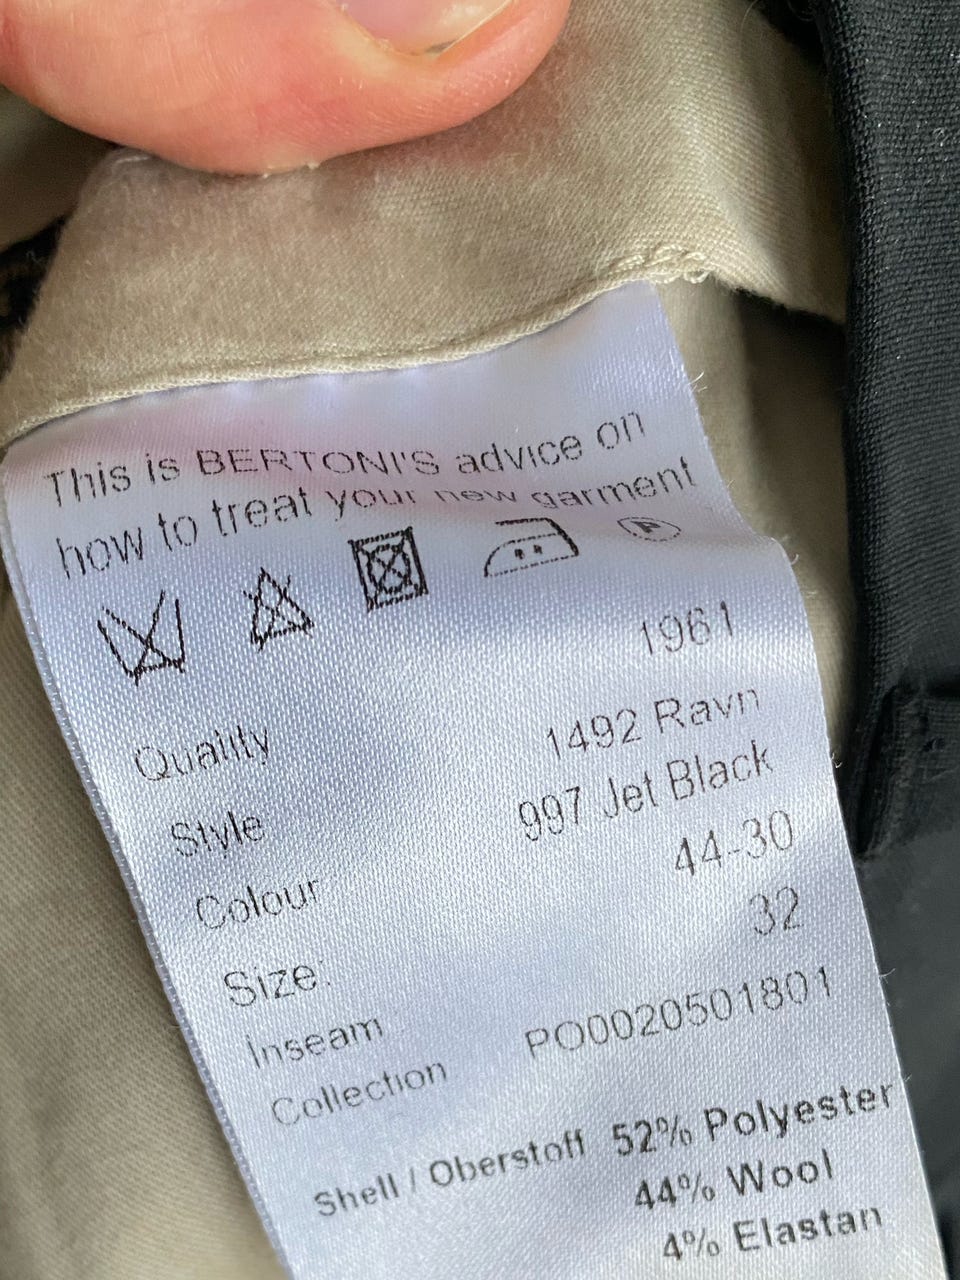 This is BERTONI'S advice on
how to treat your new garment
P
Quality 1961
Style 1492 Ravn
Colour 997 Jet Black
Size: 44-30
Inseam 32
Collection PO0020501801
Shell / Oberstoff 52% Polyester
44% Wool
4% Elastan